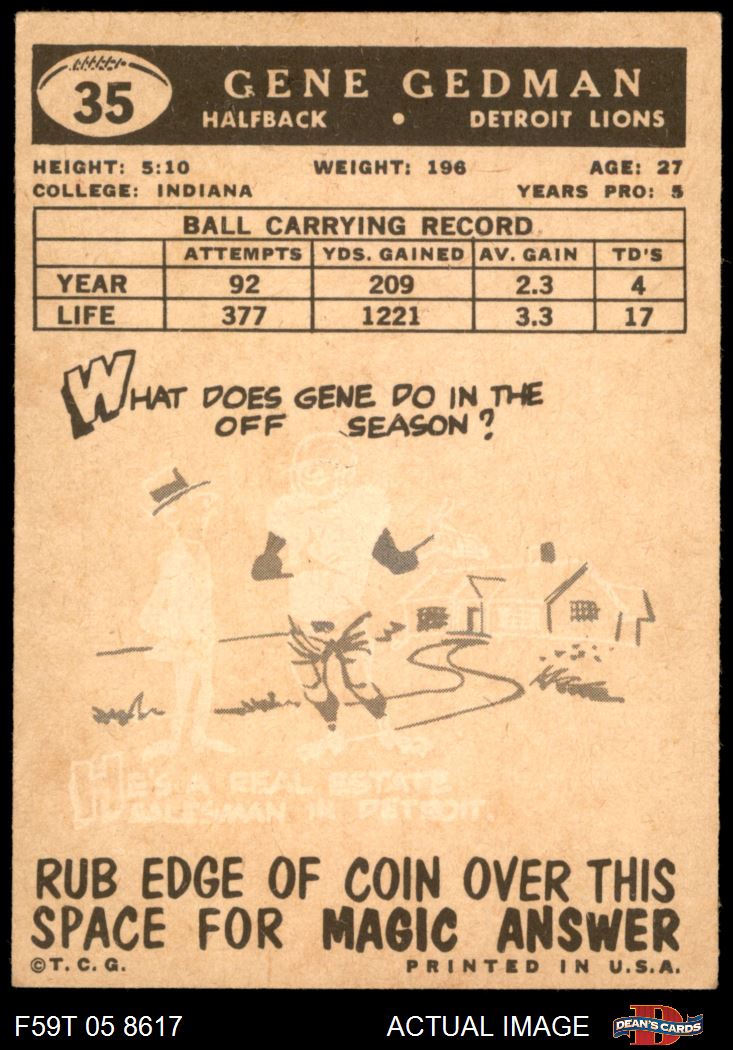 35
GENE GEDMAN
HALFBACK • DETROIT LIONS
HEIGHT: 5:10 WEIGHT: 196 AGE: 27
COLLEGE: INDIANA YEARS PRO: 5
BALL CARRYING RECORD
ATTEMPTS YDS. GAINED AV. GAIN TD'S
YEAR 92 209 2.3 4
LIFE 377 1221 3.3 17
WHAT DOES GENE DO IN THE
OFF SEASON?
HE'S A REAL ESTATE
SALESMAN IN DETROIT.
RUB EDGE OF COIN OVER THIS
SPACE FOR MAGIC ANSWER
©T.C.G. PRINTED IN U.S.A.
F59T 05 8617 ACTUAL IMAGE DEAN'S CARDS